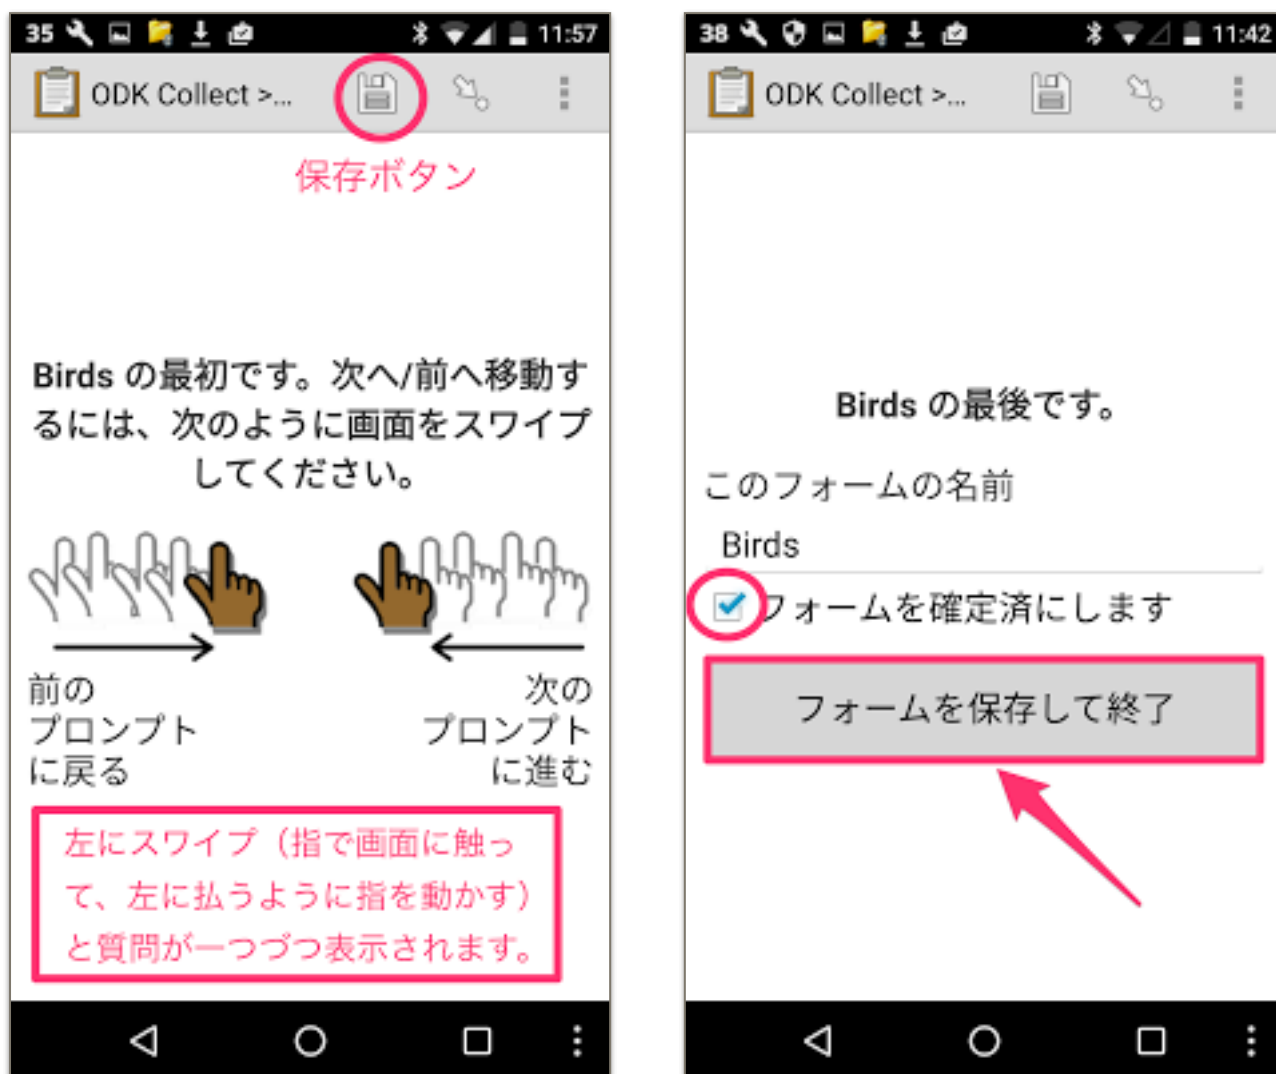 35
11:57
ODK Collect >...
保存ボタン
Birds の最初です。次へ/前へ移動す
るには、次のように画面をスワイプ
してください。
前の
プロンプト
に戻る
次の
プロンプト
に進む
左にスワイプ（指で画面に触っ
て、左に払うように指を動かす）
と質問が一つづつ表示されます。
38
11:42
ODK Collect >...
Birds の最後です。
このフォームの名前
Birds
フォームを確定済にします
フォームを保存して終了